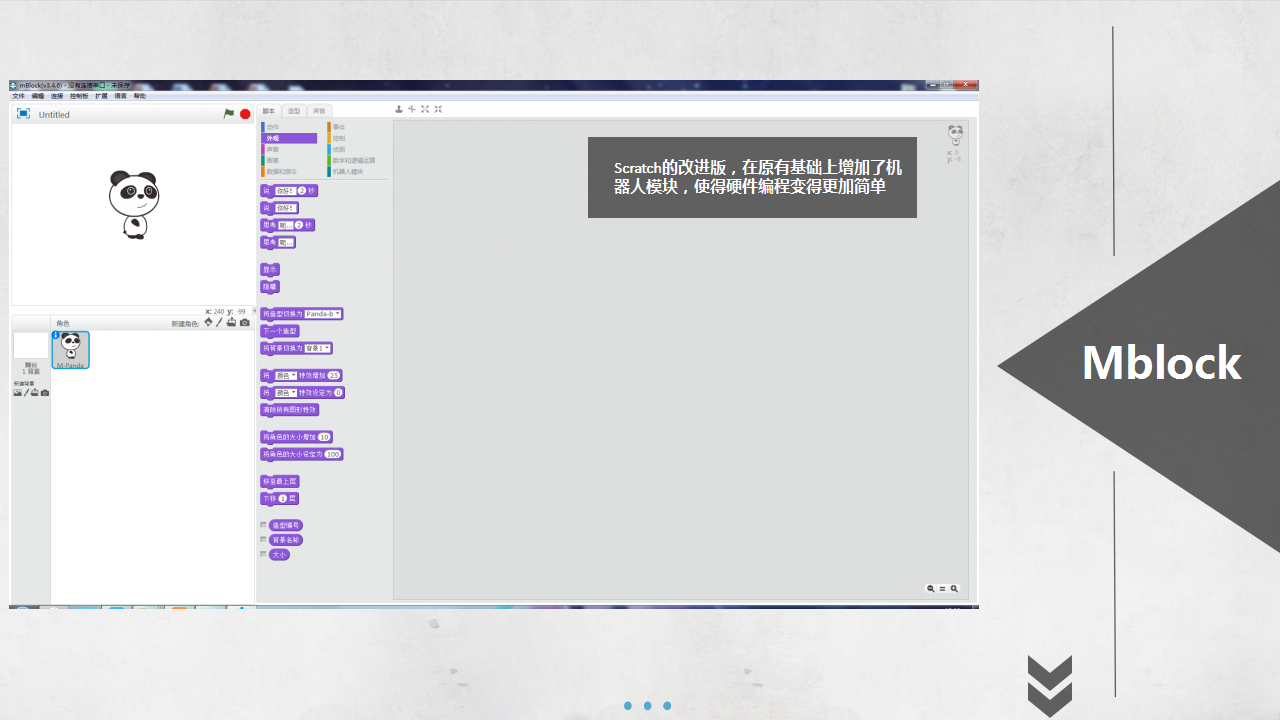 mBlock(v3.4.6) - 没有连接串口 - 未保存
文件 编辑 连接 控制板 扩展 语言 帮助
Untitled
脚本 造型 声音
动作 事件
外观 控制
声音 侦测
画笔 数字和逻辑运算
数据和指令 机器人模块
说 你好! 2 秒
说 你好!
思考 呃... 2 秒
思考 呃...
显示
隐藏
将造型切换为 Panda-b
下一个造型
将背景切换为 背景1
将 颜色 特效增加 25
将 颜色 特效设定为 0
清除所有图形特效
将角色的大小增加 10
将角色的大小设定为 100
移至最上层
下移 1 层
造型编号
背景名称
大小
x: 240 y: -99
角色 新建角色:
M-Panda
舞台
1 背景
新建背景
x: 0
y: -8
Scratch的改进版，在原有基础上增加了机
器人模块，使得硬件编程变得更加简单
Mblock